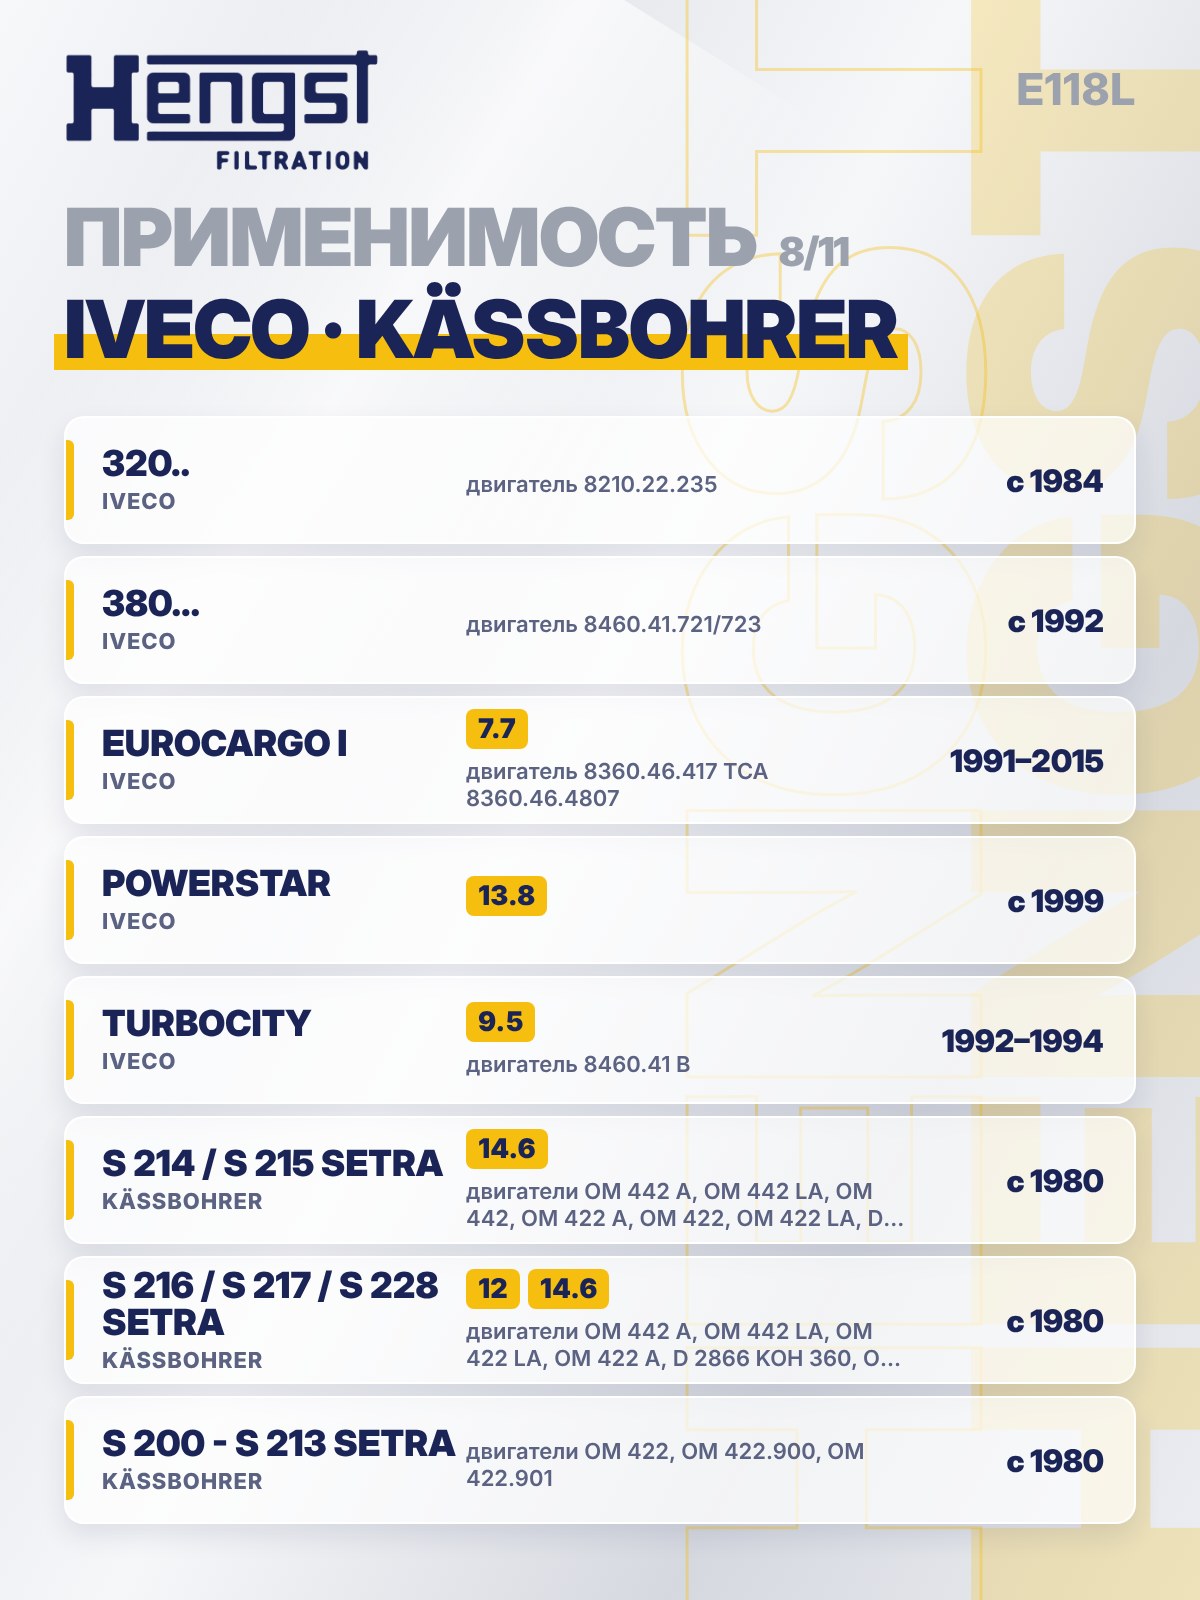 Hengst
FILTRATION
E118L
ПРИМЕНИМОСТЬ 8/11
IVECO · KÄSSBOHRER
320..
IVECO
двигатель 8210.22.235
с 1984
380...
IVECO
двигатель 8460.41.721/723
с 1992
EUROCARGO I
IVECO
7.7
двигатель 8360.46.417 TCA
8360.46.4807
1991–2015
POWERSTAR
IVECO
13.8
с 1999
TURBOCITY
IVECO
9.5
двигатель 8460.41 B
1992–1994
S 214 / S 215 SETRA
KÄSSBOHRER
14.6
двигатели OM 442 A, OM 442 LA, OM
442, OM 422 A, OM 422, OM 422 LA, D...
с 1980
S 216 / S 217 / S 228
SETRA
KÄSSBOHRER
12 14.6
двигатели OM 442 A, OM 442 LA, OM
422 LA, OM 422 A, D 2866 KOH 360, O...
с 1980
S 200 - S 213 SETRA
KÄSSBOHRER
двигатели OM 422, OM 422.900, OM
422.901
с 1980
HENGST
HENGST